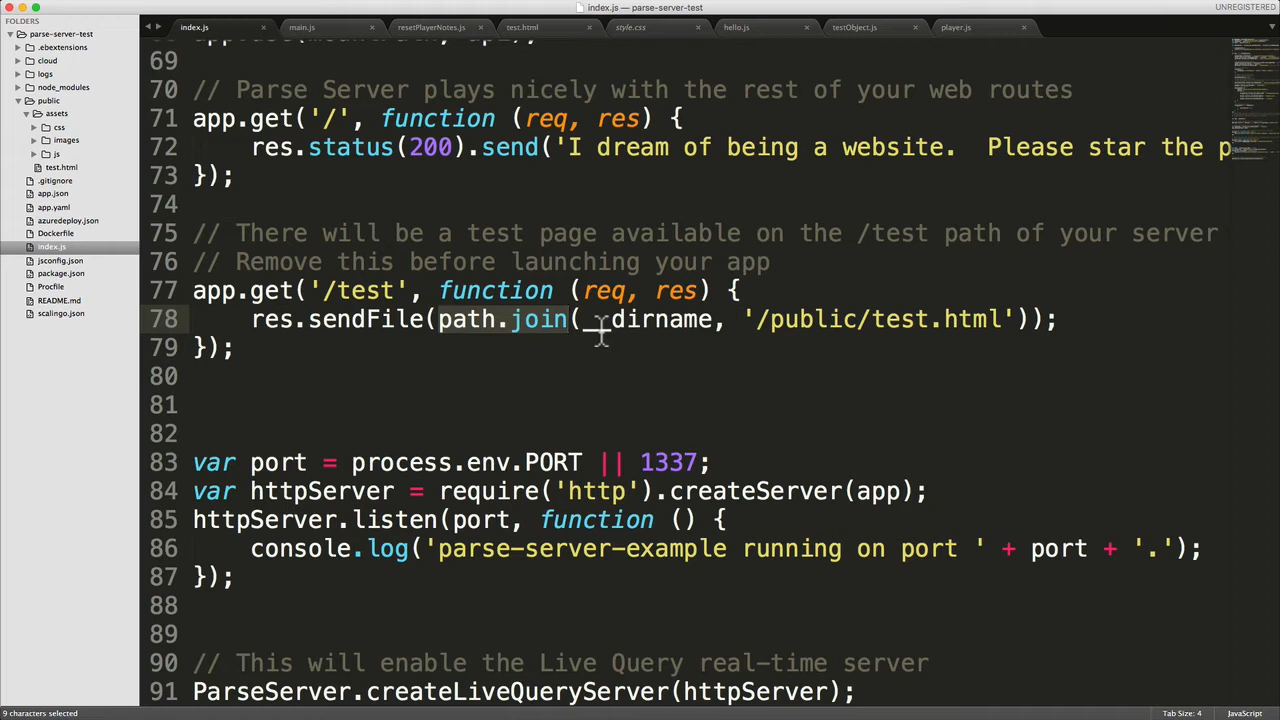 index.js — parse-server-test
UNREGISTERED
FOLDERS
parse-server-test
.ebextensions
cloud
logs
node_modules
public
assets
css
images
js
test.html
.gitignore
app.json
app.yaml
azuredeploy.json
Dockerfile
index.js
jsconfig.json
package.json
Procfile
README.md
scalingo.json
index.js
main.js
resetPlayerNotes.js
test.html
style.css
hello.js
testObject.js
player.js
69
70 // Parse Server plays nicely with the rest of your web routes
71 app.get('/', function (req, res) {
72 res.status(200).send('I dream of being a website.  Please star the p
73 });
74
75 // There will be a test page available on the /test path of your server
76 // Remove this before launching your app
77 app.get('/test', function (req, res) {
78 res.sendFile(path.join(__dirname, '/public/test.html'));
79 });
80
81
82
83 var port = process.env.PORT || 1337;
84 var httpServer = require('http').createServer(app);
85 httpServer.listen(port, function () {
86 console.log('parse-server-example running on port ' + port + '.');
87 });
88
89
90 // This will enable the Live Query real-time server
91 ParseServer.createLiveQueryServer(httpServer);
9 characters selected
Tab Size: 4
JavaScript